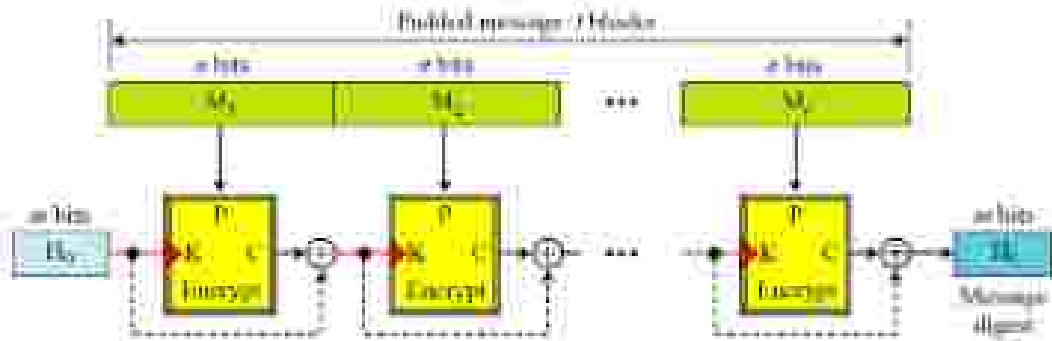 Padded message: t blocks
n bits n bits n bits
M₁ M₂ ... Mₜ
m bits P P P m bits
H₀ K C K C ... K C Hₜ
Encrypt Encrypt Encrypt Message
digest